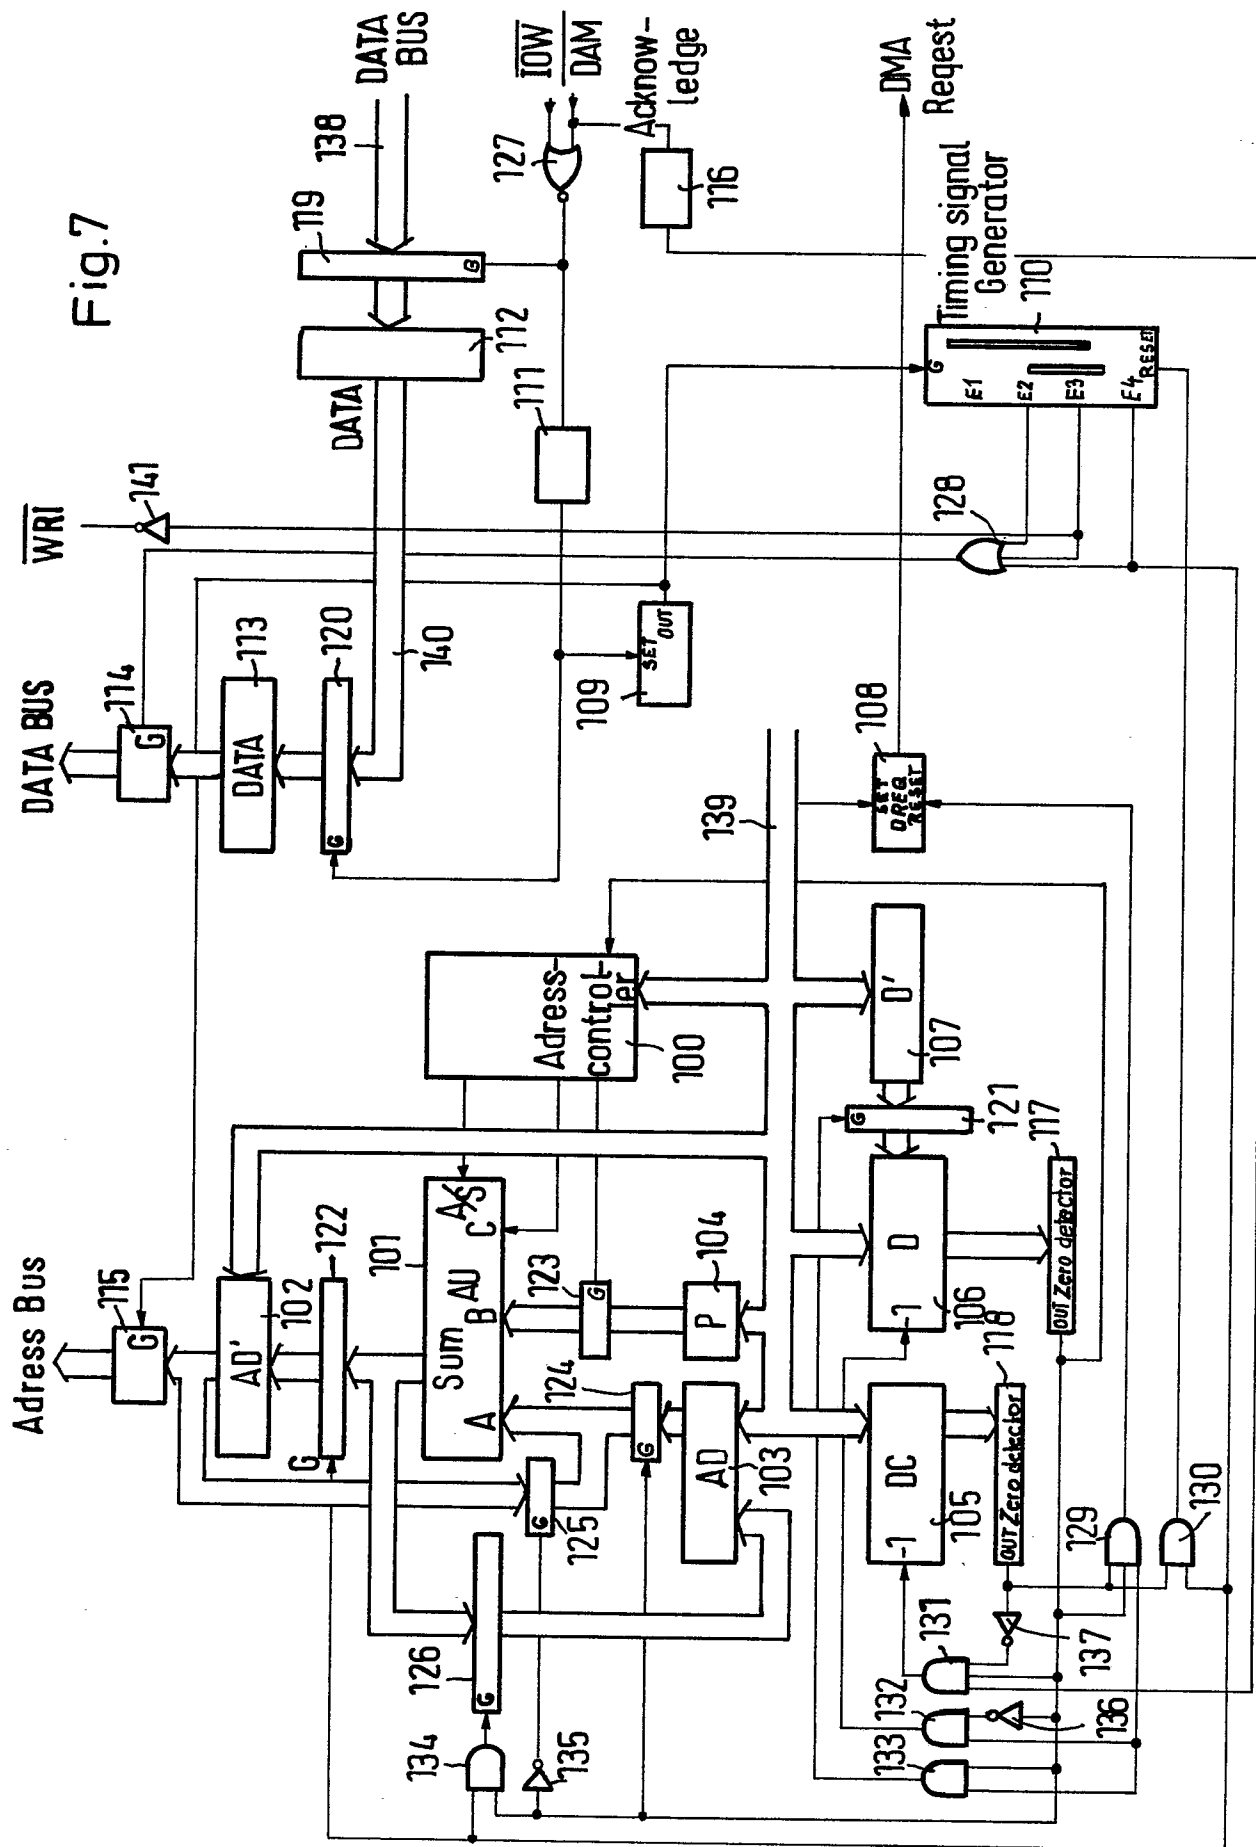 Fig.7
DATA
BUS
138
119
B
112
DATA
IOW
DAM
Acknow-
ledge
127
116
111
WRI
141
DATA BUS
114
G
113
DATA
120
G
140
109
SET
OUT
DMA
Reqest
Timing signal
Generator
110
G
E1
E2
E3
E4
RESET
128
108
SET
DREQ
RESET
139
Adress-
control-
ler
100
Adress Bus
115
G
102
AD'
122
G
101
A/S
C
AU
Sum
B
A
123
G
104
P
124
G
125
G
126
G
AD
103
D'
107
121
G
117
D
-1
106
OUT Zero detector
118
DC
-1
105
OUT Zero detector
129
130
131
137
132
136
133
134
135